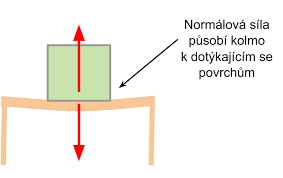 Normálová síla
působí kolmo
k dotýkajícím se
povrchům